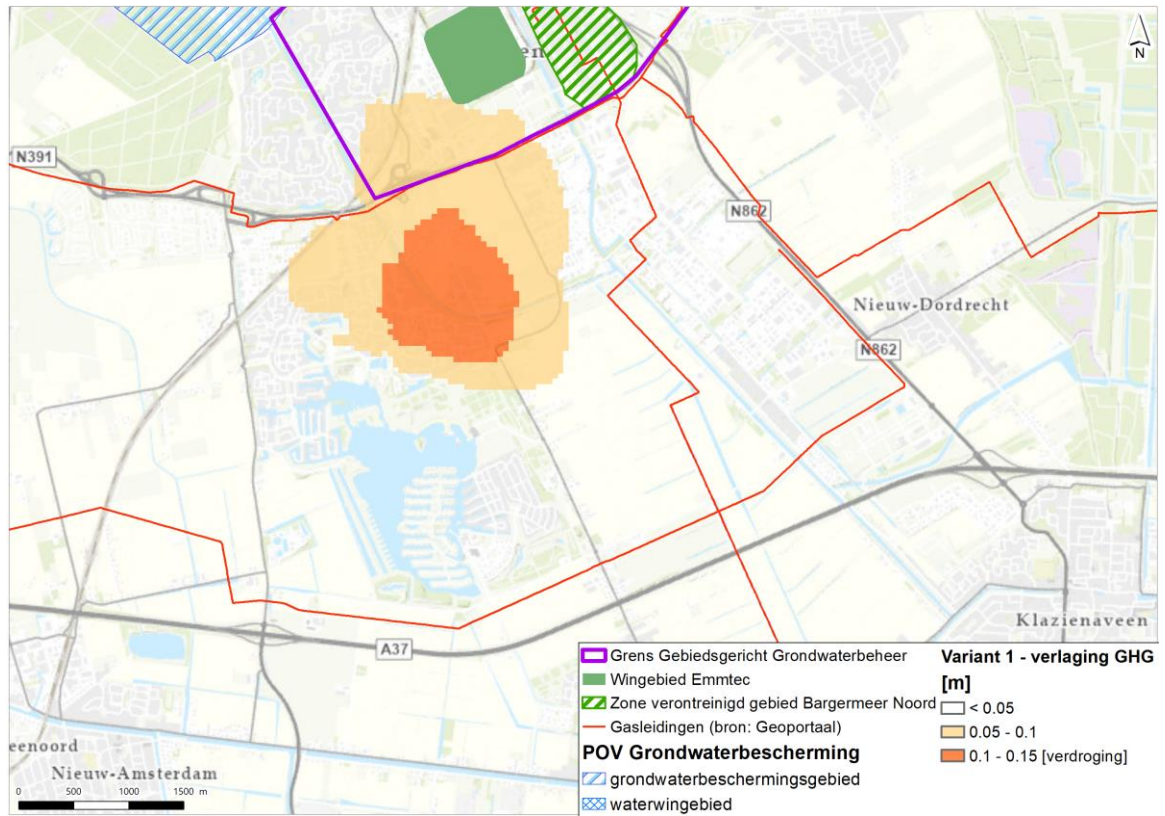 en
N
N391
N862
Nieuw-Dordrecht
N862
Klazienaveen
A37
eenoord
Nieuw-Amsterdam
0 500 1000 1500 m
Grens Gebiedsgericht Grondwaterbeheer
Wingebied Emmtec
Zone verontreinigd gebied Bargermeer Noord
Gasleidingen (bron: Geoportaal)
POV Grondwaterbescherming
grondwaterbeschermingsgebied
waterwingebied
Variant 1 - verlaging GHG
[m]
< 0.05
0.05 - 0.1
0.1 - 0.15 [verdroging]